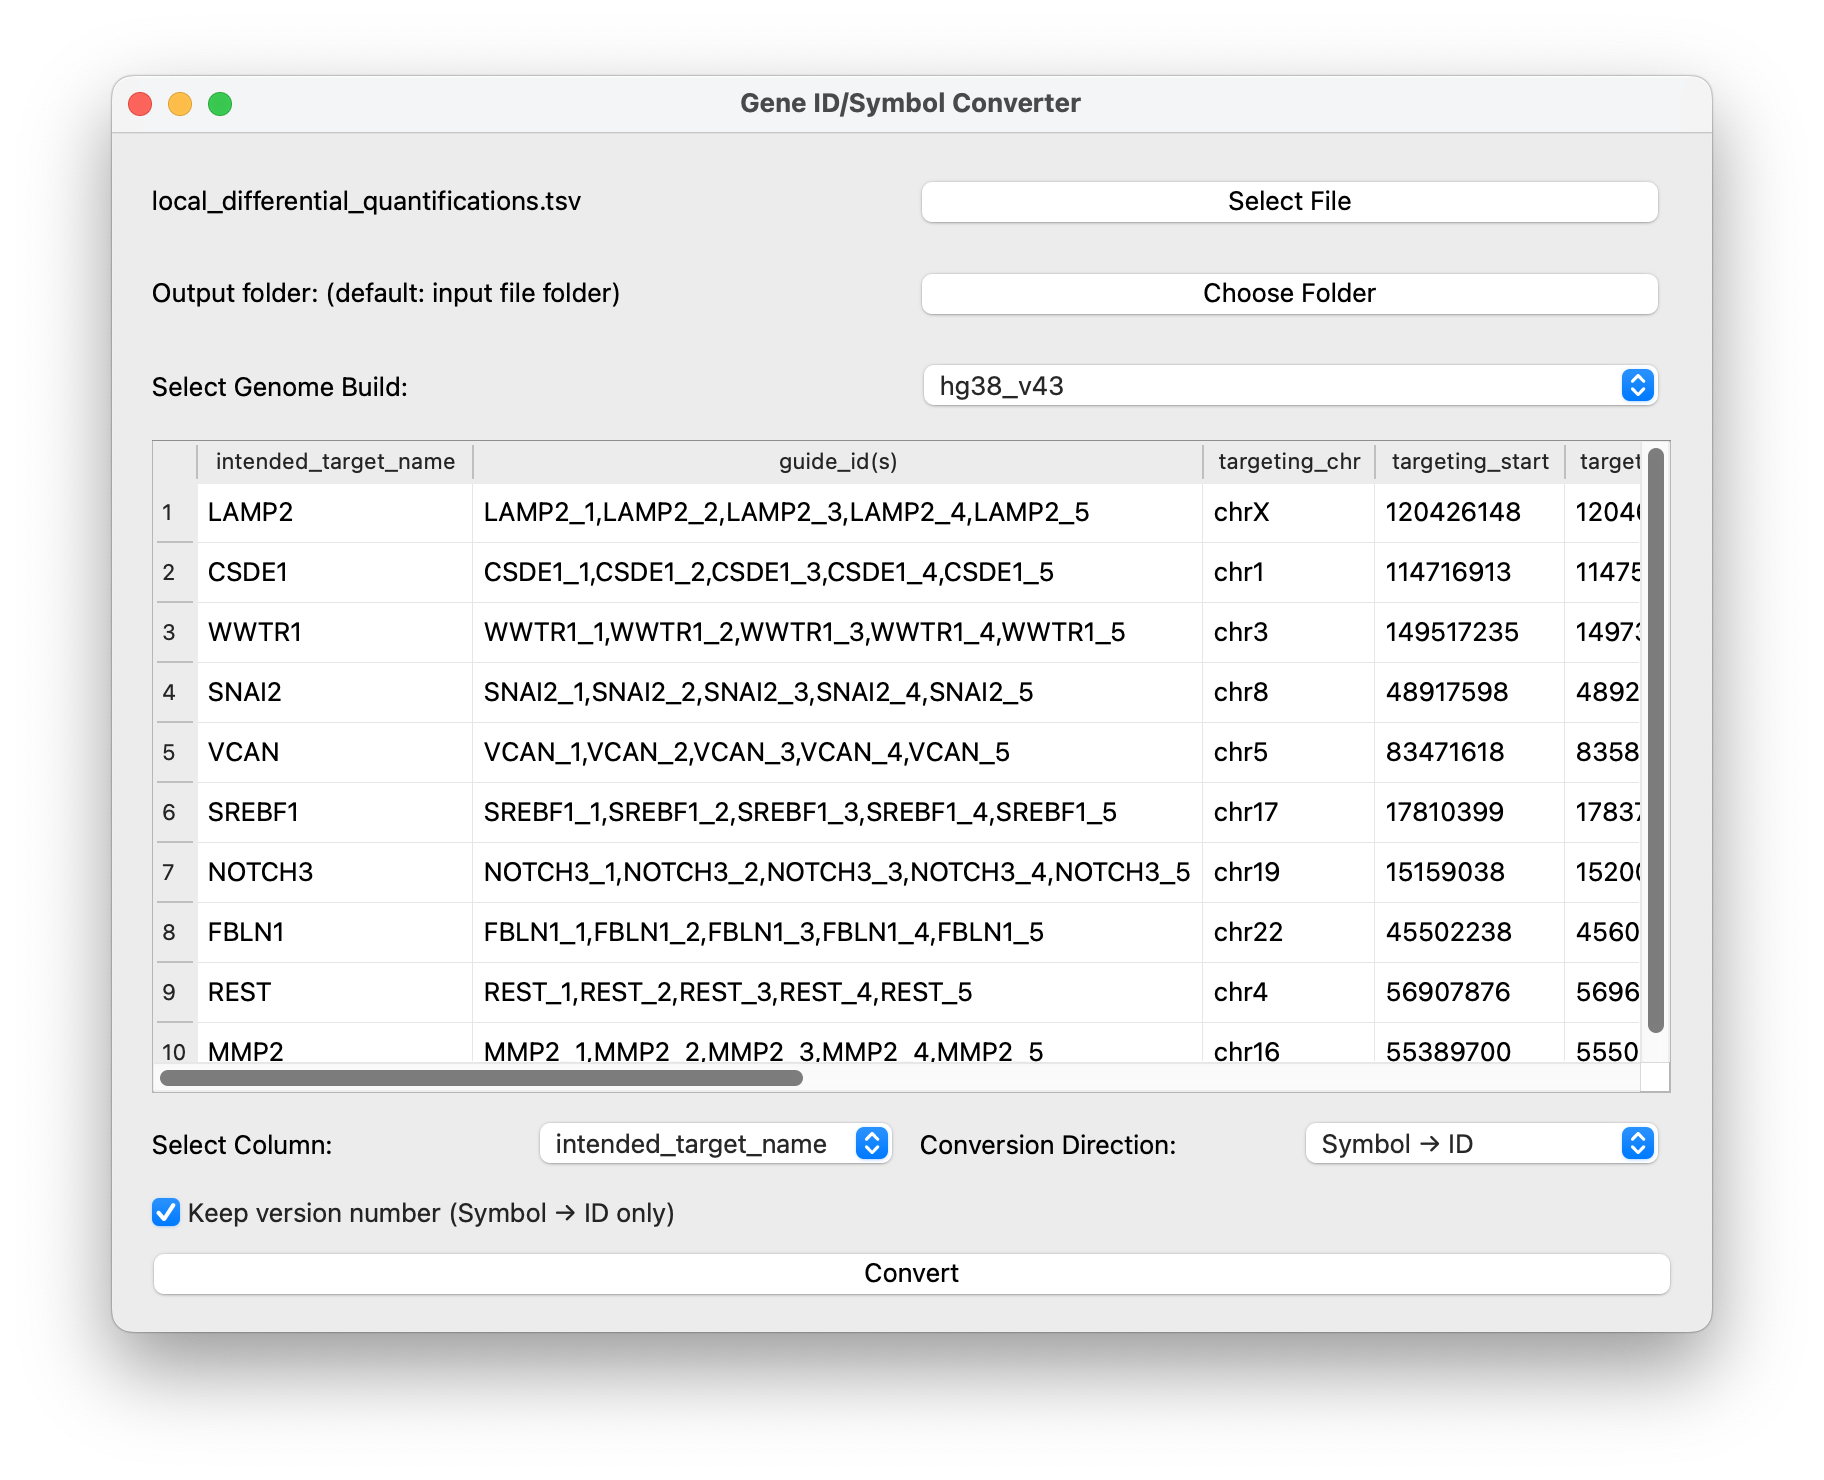 Gene ID/Symbol Converter
local_differential_quantifications.tsv Select File
Output folder: (default: input file folder) Choose Folder
Select Genome Build: hg38_v43
intended_target_name guide_id(s) targeting_chr targeting_start target
1 LAMP2 LAMP2_1,LAMP2_2,LAMP2_3,LAMP2_4,LAMP2_5 chrX 120426148 1204
2 CSDE1 CSDE1_1,CSDE1_2,CSDE1_3,CSDE1_4,CSDE1_5 chr1 114716913 11475
3 WWTR1 WWTR1_1,WWTR1_2,WWTR1_3,WWTR1_4,WWTR1_5 chr3 149517235 1497
4 SNAI2 SNAI2_1,SNAI2_2,SNAI2_3,SNAI2_4,SNAI2_5 chr8 48917598 4892
5 VCAN VCAN_1,VCAN_2,VCAN_3,VCAN_4,VCAN_5 chr5 83471618 8358
6 SREBF1 SREBF1_1,SREBF1_2,SREBF1_3,SREBF1_4,SREBF1_5 chr17 17810399 1783
7 NOTCH3 NOTCH3_1,NOTCH3_2,NOTCH3_3,NOTCH3_4,NOTCH3_5 chr19 15159038 1520
8 FBLN1 FBLN1_1,FBLN1_2,FBLN1_3,FBLN1_4,FBLN1_5 chr22 45502238 4560
9 REST REST_1,REST_2,REST_3,REST_4,REST_5 chr4 56907876 5696
10 MMP2 MMP2_1,MMP2_2,MMP2_3,MMP2_4,MMP2_5 chr16 55389700 5550
Select Column: intended_target_name Conversion Direction: Symbol → ID
Keep version number (Symbol → ID only)
Convert